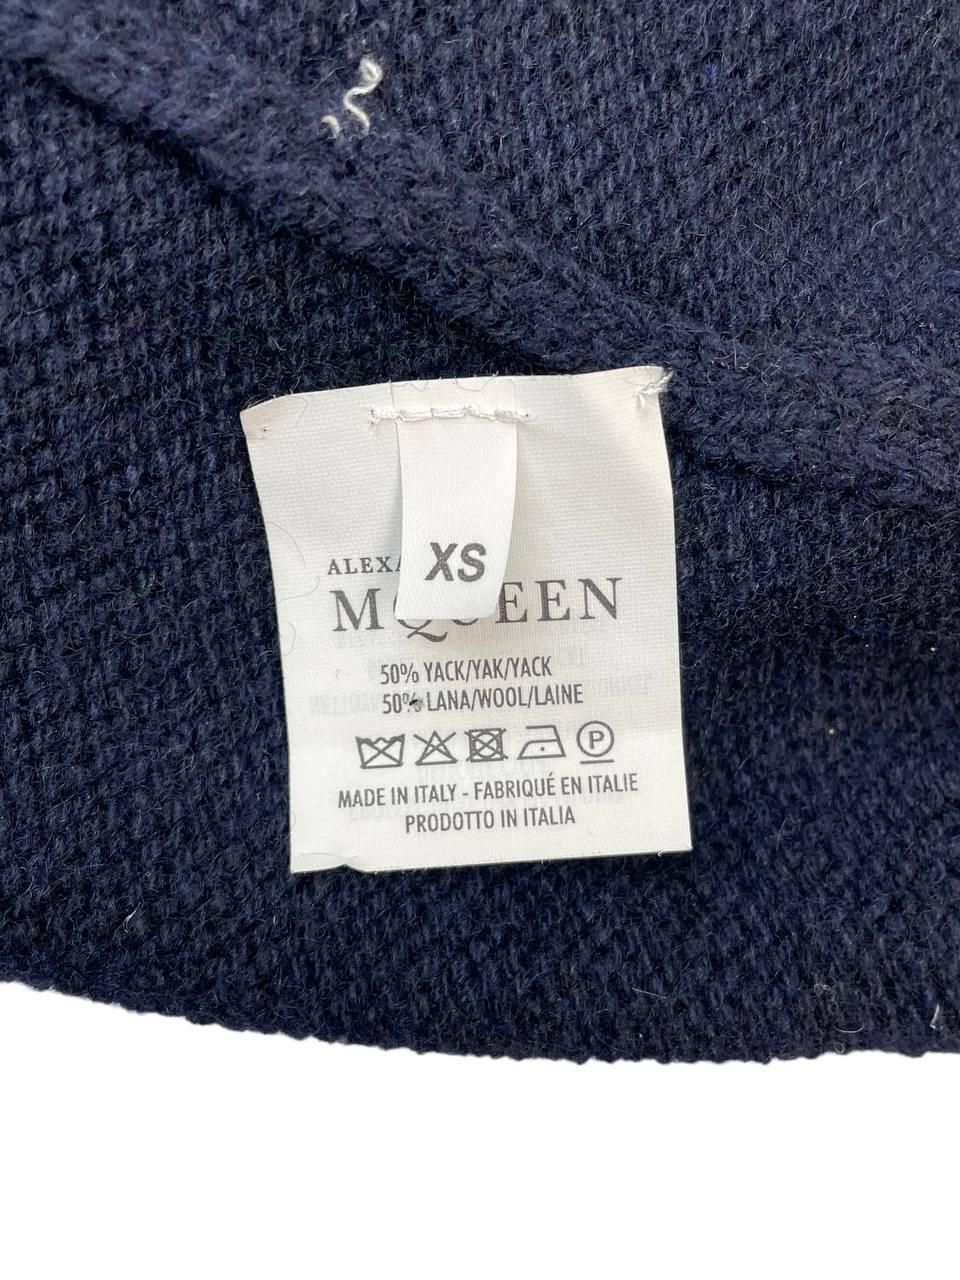 XS
ALEXA
MQUEEN
50% YACK/YAK/YACK
50% LANA/WOOL/LAINE
P
MADE IN ITALY - FABRIQUÉ EN ITALIE
PRODOTTO IN ITALIA